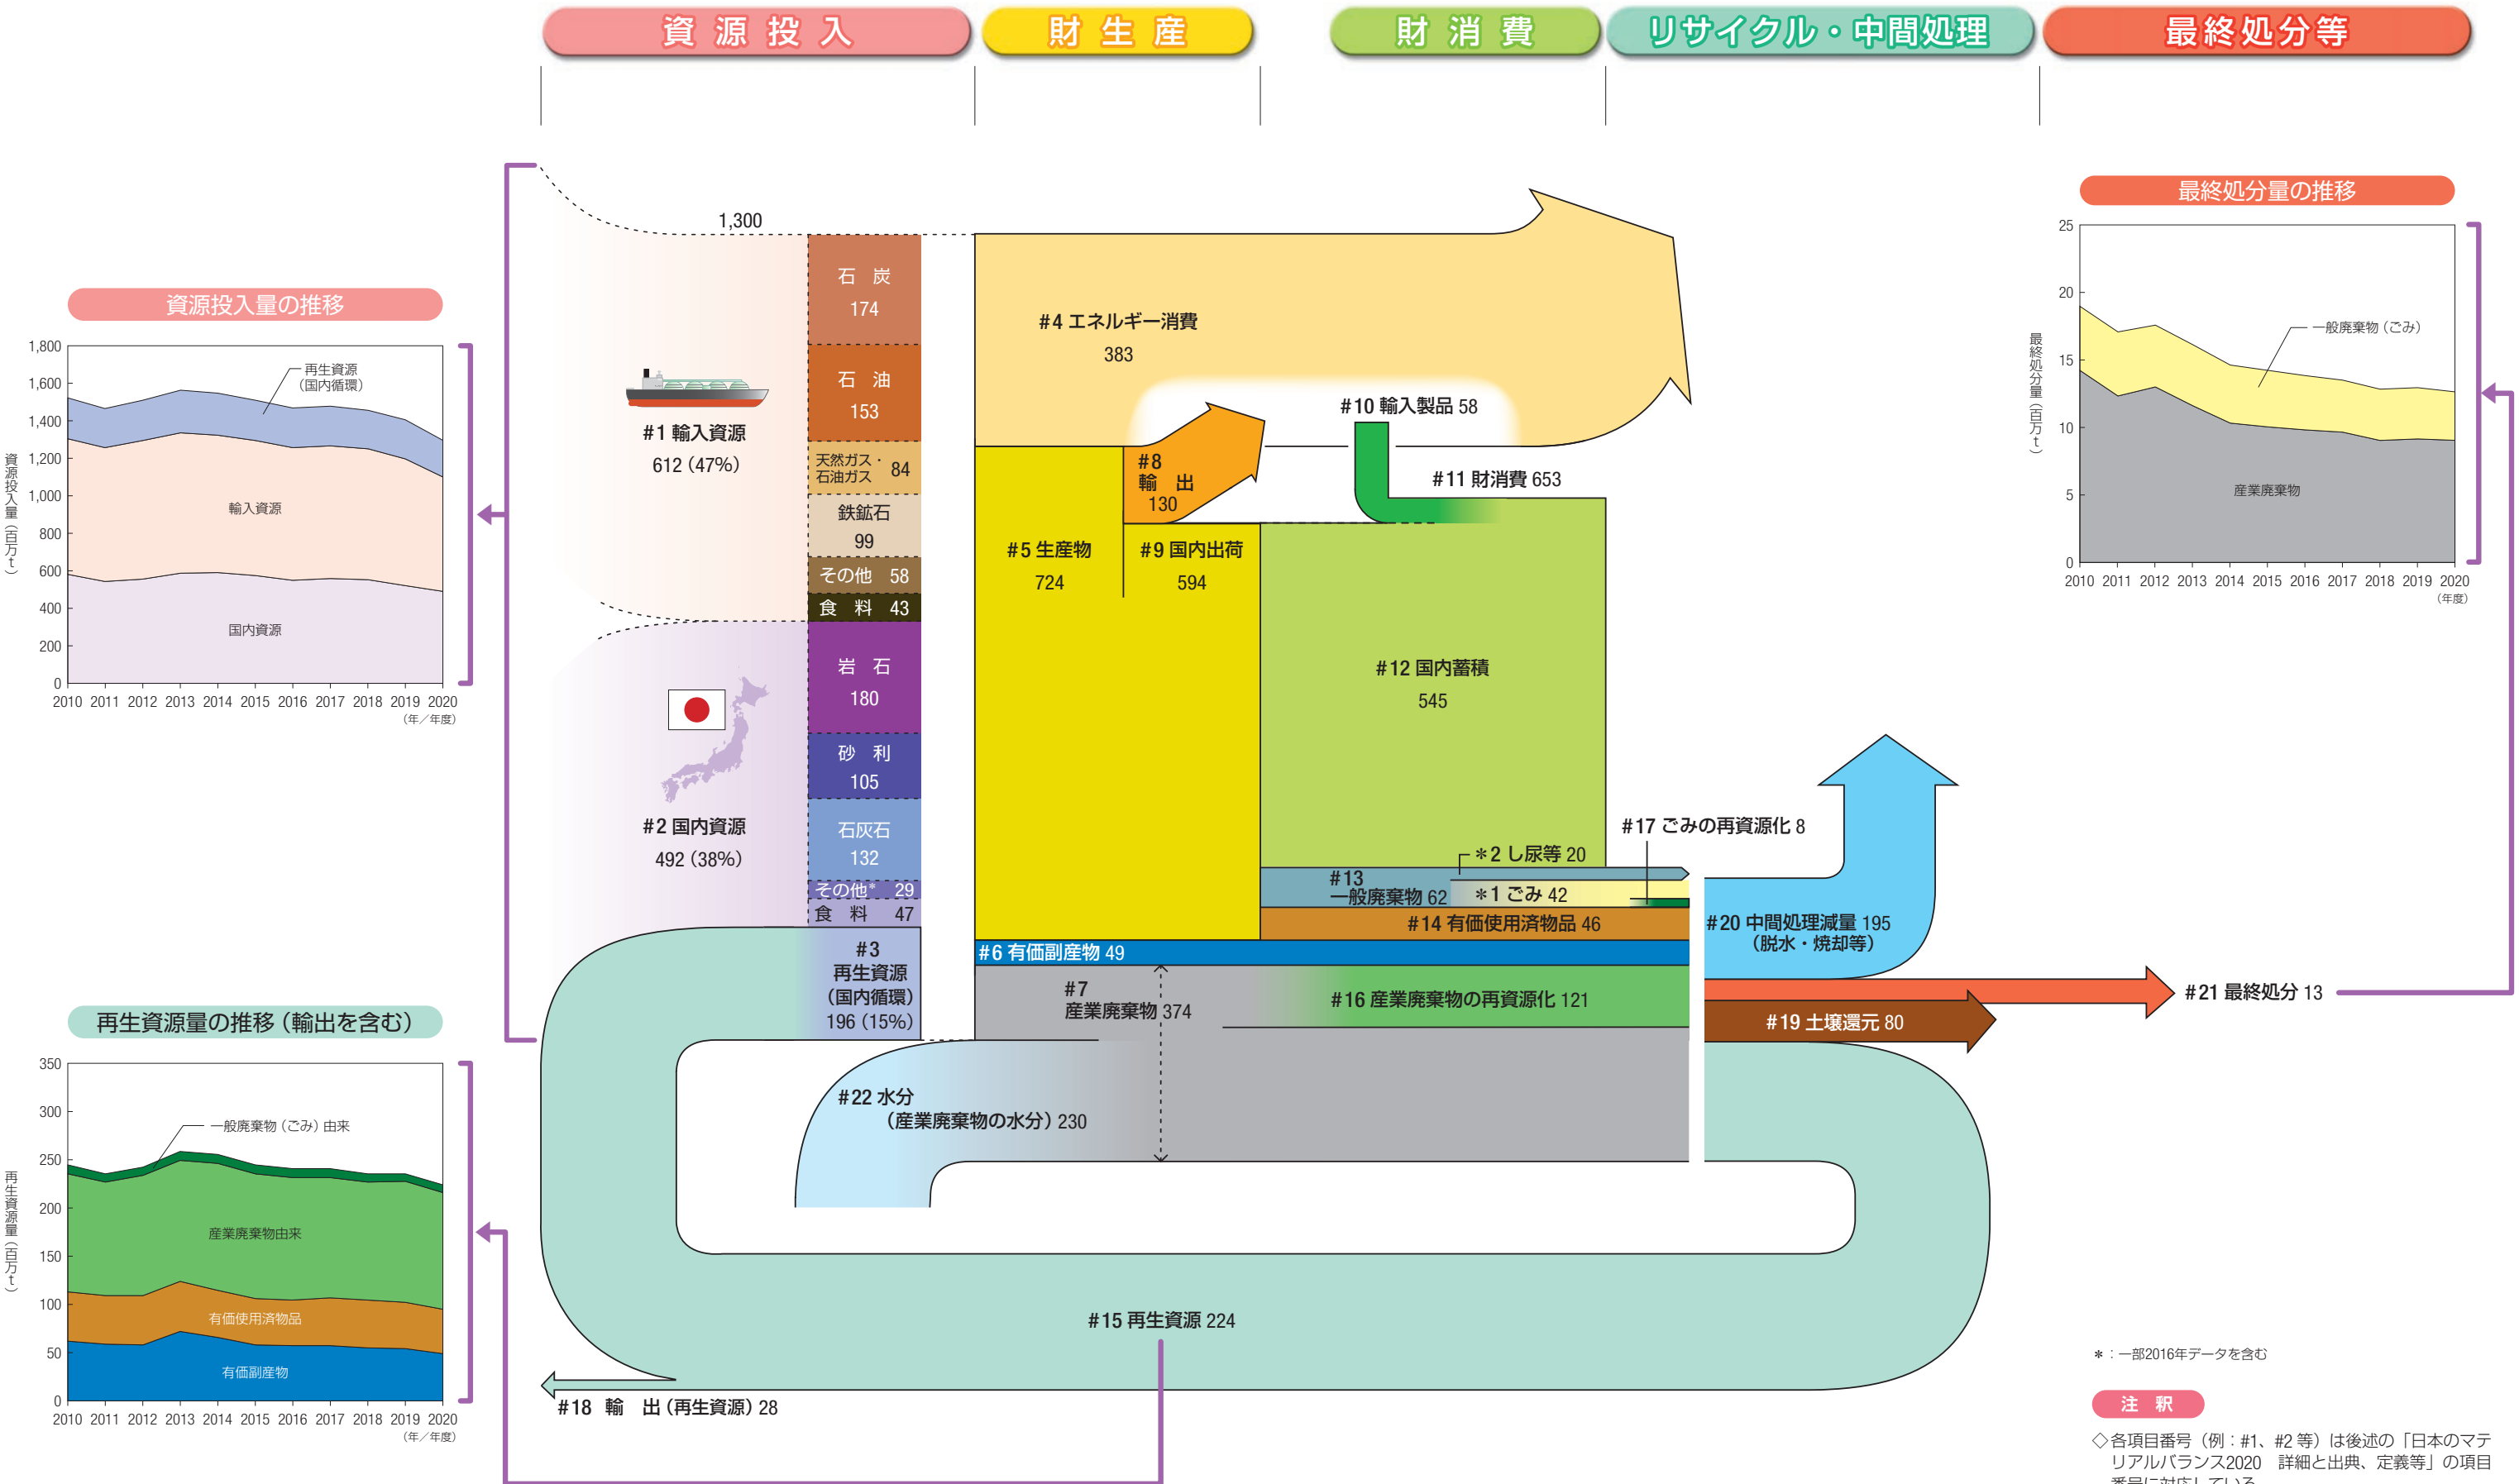 資源投入
財生産
財消費
リサイクル・中間処理
最終処分等
資源投入量の推移
資源投入量（百万t）
1,800
1,600
1,400
1,200
1,000
800
600
400
200
0
再生資源
（国内循環）
輸入資源
国内資源
2010 2011 2012 2013 2014 2015 2016 2017 2018 2019 2020
（年／年度）
再生資源量の推移（輸出を含む）
再生資源量（百万t）
350
300
250
200
150
100
50
0
一般廃棄物（ごみ）由来
産業廃棄物由来
有価使用済物品
有価副産物
2010 2011 2012 2013 2014 2015 2016 2017 2018 2019 2020
（年／年度）
1,300
#1 輸入資源
612（47%）
石　炭
174
石　油
153
天然ガス・
石油ガス 84
鉄鉱石
99
その他 58
食　料 43
#2 国内資源
492（38%）
岩　石
180
砂　利
105
石灰石
132
その他* 29
食　料 47
#3
再生資源
（国内循環）
196（15%）
#4 エネルギー消費
383
#5 生産物
724
#8
輸　出
130
#9 国内出荷
594
#10 輸入製品 58
#11 財消費 653
#12 国内蓄積
545
#17 ごみの再資源化 8
＊2 し尿等 20
#13
一般廃棄物 62
＊1 ごみ 42
#14 有価使用済物品 46
#6 有価副産物 49
#7
産業廃棄物 374
#16 産業廃棄物の再資源化 121
#22 水分
（産業廃棄物の水分）230
#20 中間処理減量 195
（脱水・焼却等）
#21 最終処分 13
#19 土壌還元 80
#15 再生資源 224
#18 輸　出（再生資源）28
最終処分量の推移
最終処分量（百万t）
25
20
15
10
5
0
一般廃棄物（ごみ）
産業廃棄物
2010 2011 2012 2013 2014 2015 2016 2017 2018 2019 2020
（年度）
＊：一部2016年データを含む
注　釈
◇各項目番号（例：#1、#2 等）は後述の「日本のマテ
リアルバランス2020　詳細と出典、定義等」の項目
番号に対応している